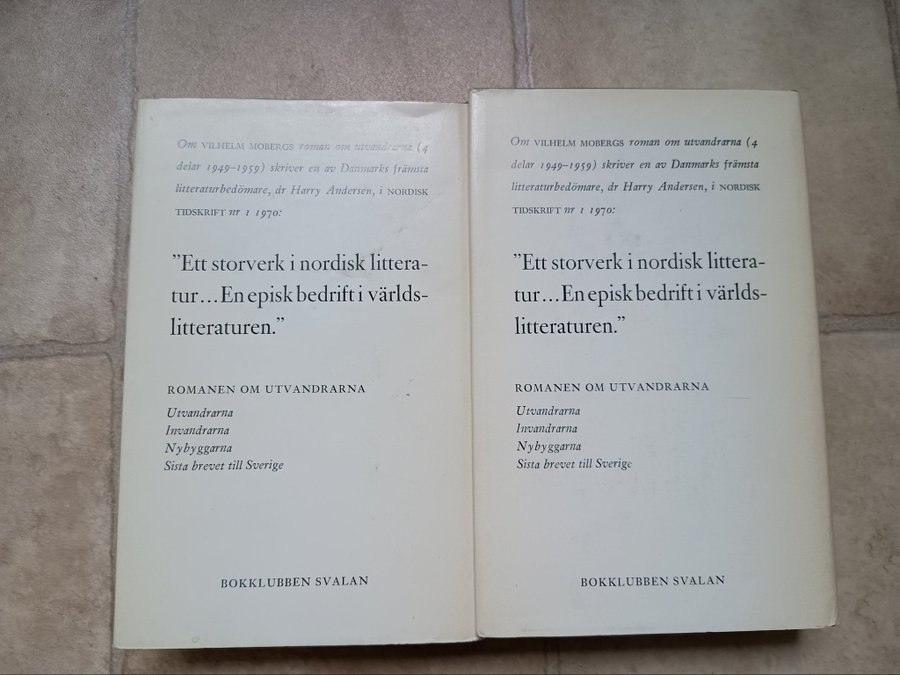 Om VILHELM MOBERGS roman om utvandrarna (4
delar 1949–1959) skriver en av Danmarks främsta
litteraturbedömare, dr Harry Andersen, i NORDISK
TIDSKRIFT nr 1 1970:
”Ett storverk i nordisk littera-
tur...En episk bedrift i världs-
litteraturen.”
ROMANEN OM UTVANDRARNA
Utvandrarna
Invandrarna
Nybyggarna
Sista brevet till Sverige
BOKKLUBBEN SVALAN
Om VILHELM MOBERGS roman om utvandrarna (4
delar 1949–1959) skriver en av Danmarks främsta
litteraturbedömare, dr Harry Andersen, i NORDISK
TIDSKRIFT nr 1 1970:
”Ett storverk i nordisk littera-
tur...En episk bedrift i världs-
litteraturen.”
ROMANEN OM UTVANDRARNA
Utvandrarna
Invandrarna
Nybyggarna
Sista brevet till Sverige
BOKKLUBBEN SVALAN